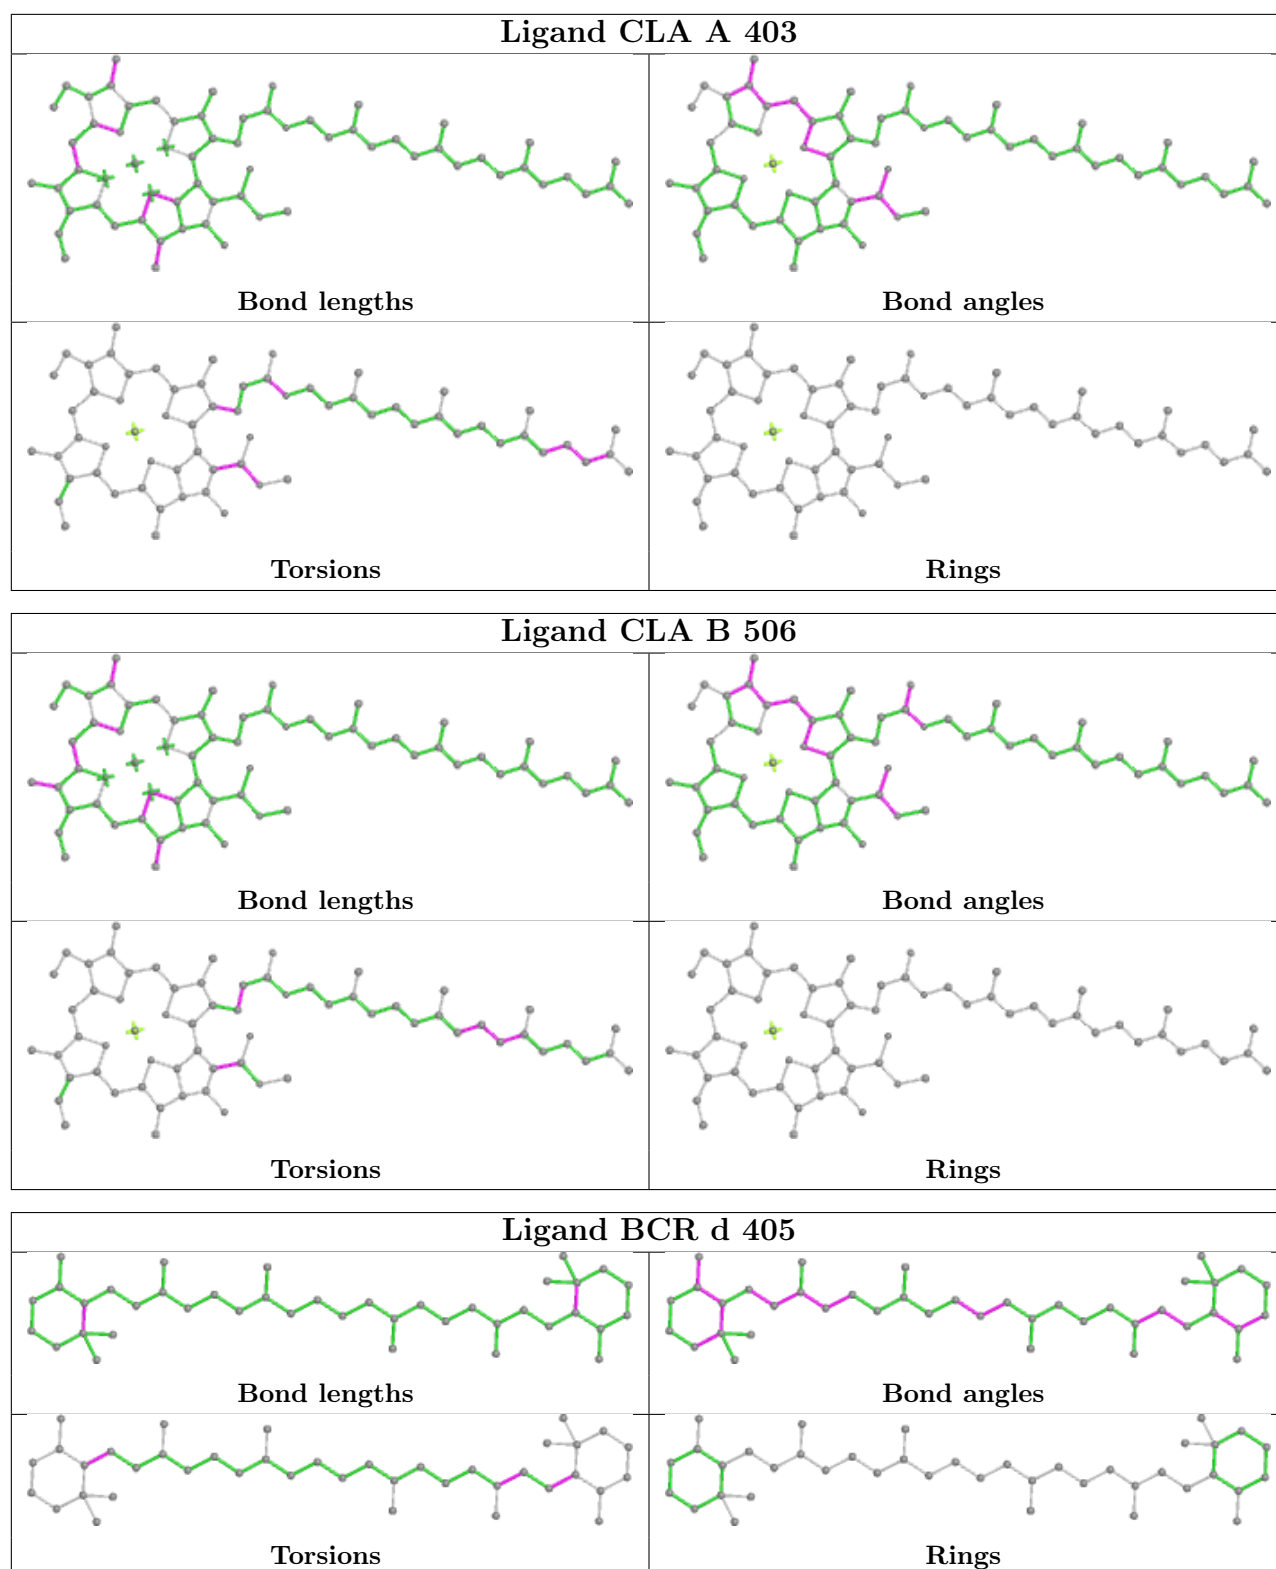 Ligand CLA A 403
Bond lengths
Bond angles
Torsions
Rings
Ligand CLA B 506
Bond lengths
Bond angles
Torsions
Rings
Ligand BCR d 405
Bond lengths
Bond angles
Torsions
Rings